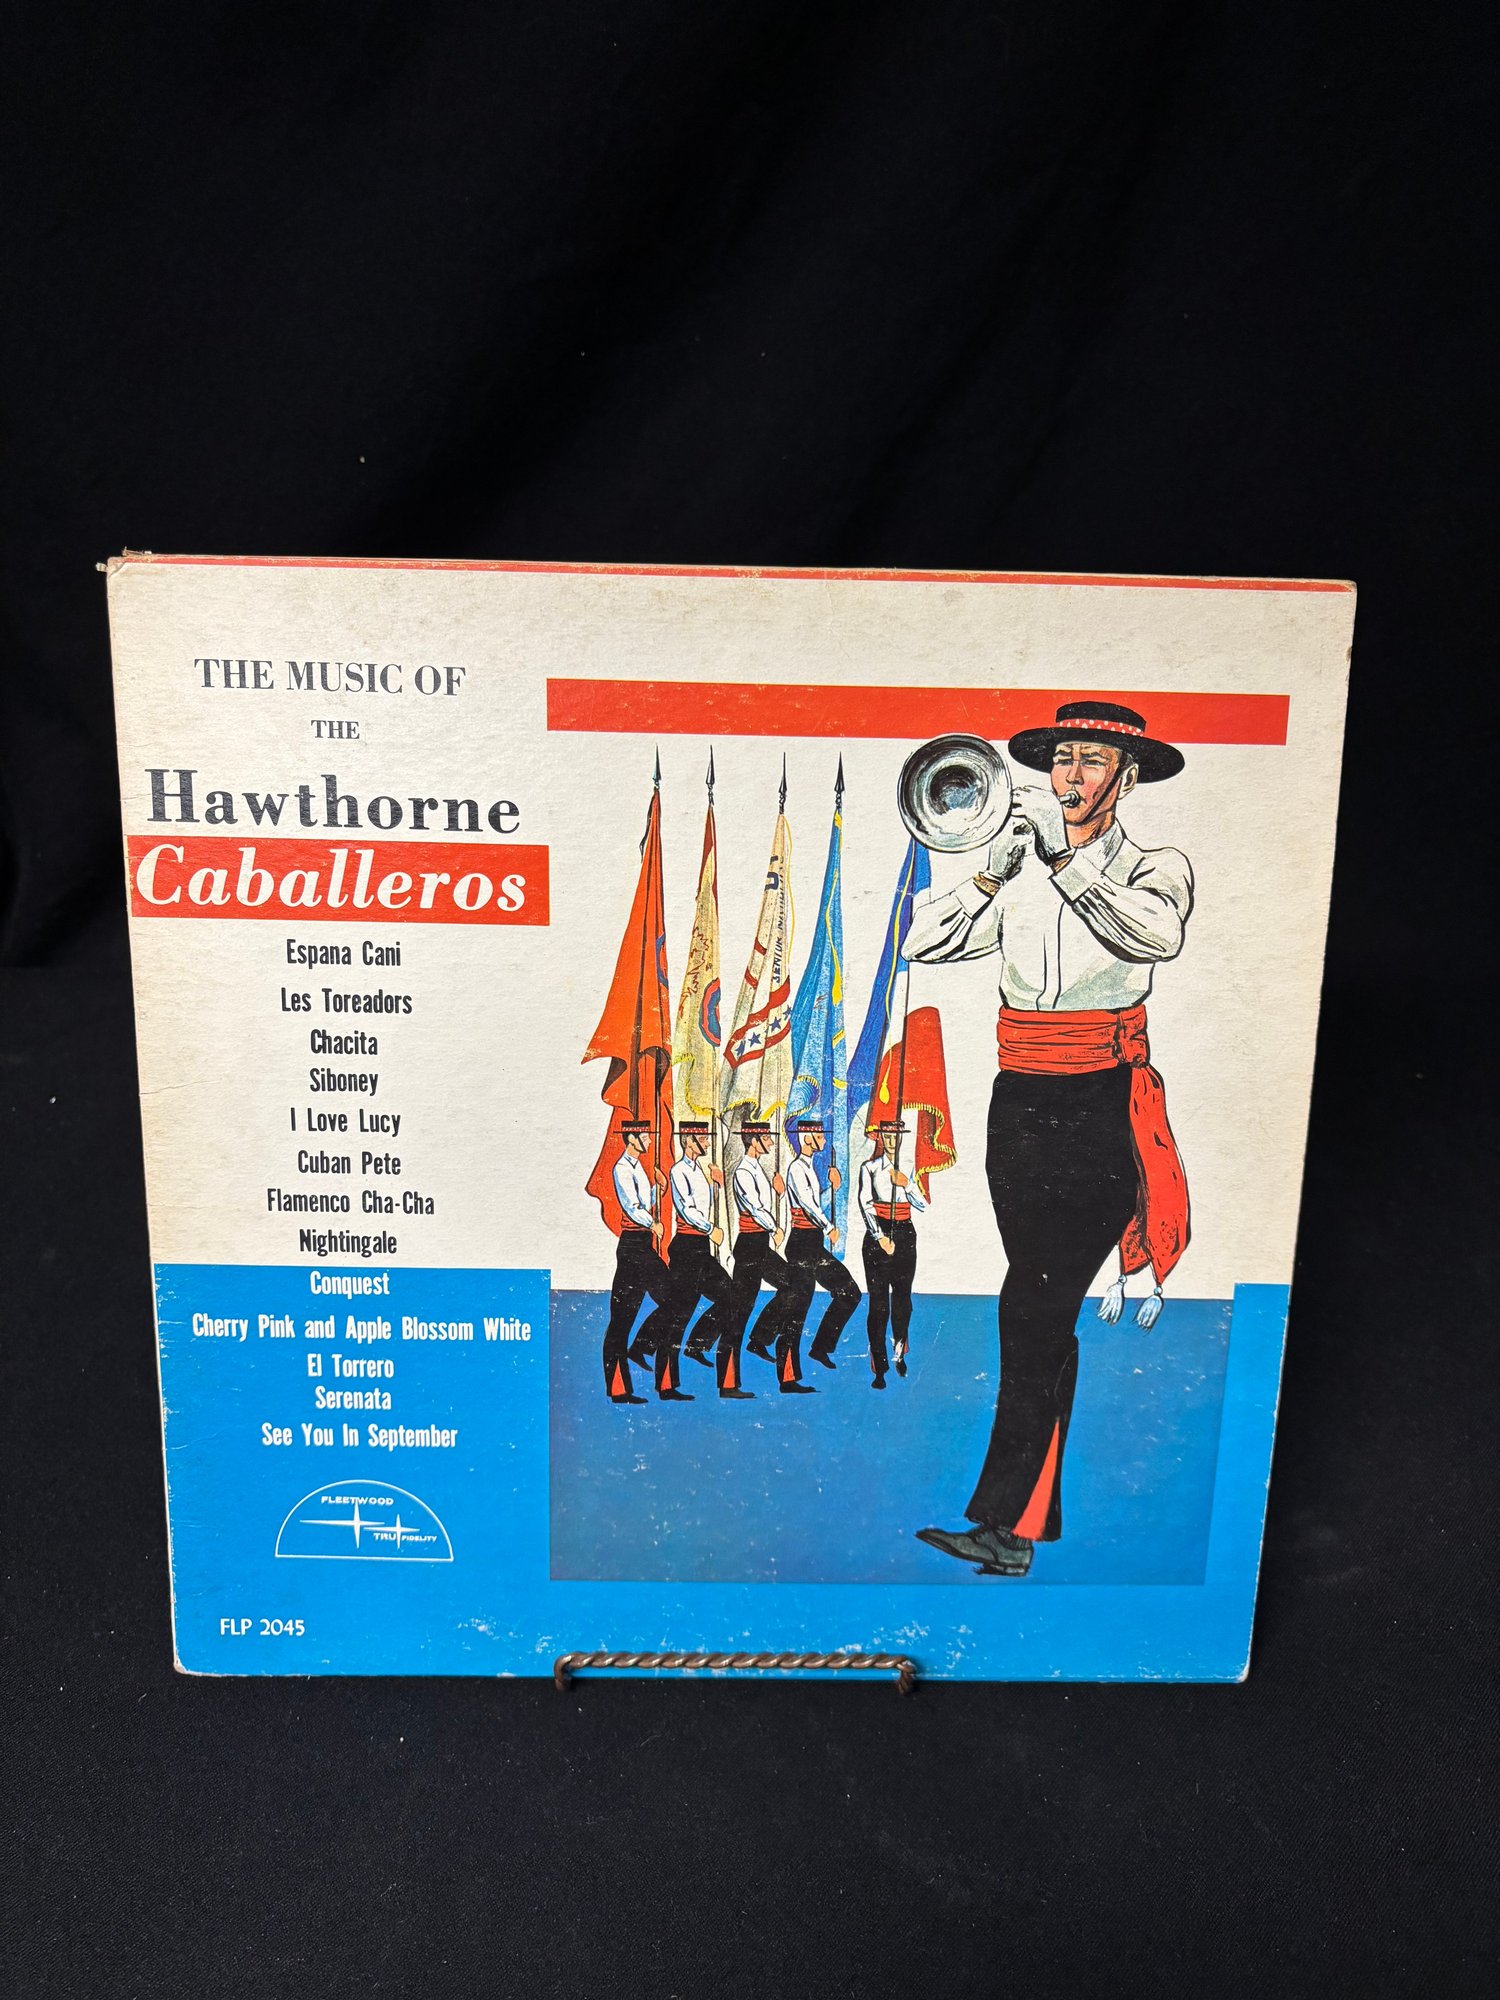 THE MUSIC OF
THE
Hawthorne
Caballeros
Espana Cani
Les Toreadors
Chacita
Siboney
I Love Lucy
Cuban Pete
Flamenco Cha-Cha
Nightingale
Conquest
Cherry Pink and Apple Blossom White
El Torrero
Serenata
See You In September
FLEETWOOD
TRU FIDELITY
FLP 2045
SENIOR